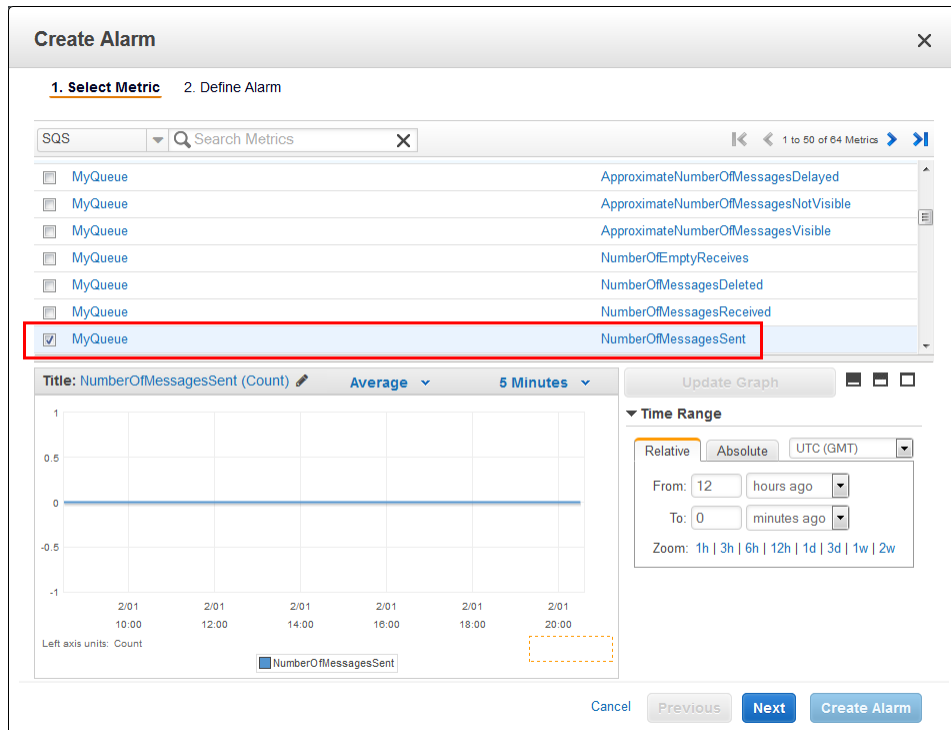 Create Alarm
1. Select Metric 2. Define Alarm
SQS Search Metrics 1 to 50 of 64 Metrics
MyQueue ApproximateNumberOfMessagesDelayed
MyQueue ApproximateNumberOfMessagesNotVisible
MyQueue ApproximateNumberOfMessagesVisible
MyQueue NumberOfEmptyReceives
MyQueue NumberOfMessagesDeleted
MyQueue NumberOfMessagesReceived
MyQueue NumberOfMessagesSent
Title: NumberOfMessagesSent (Count) Average 5 Minutes
1
0.5
0
-0.5
-1
2/01 2/01 2/01 2/01 2/01 2/01
10:00 12:00 14:00 16:00 18:00 20:00
Left axis units: Count
NumberOfMessagesSent
Update Graph
Time Range
Relative Absolute UTC (GMT)
From: 12 hours ago
To: 0 minutes ago
Zoom: 1h | 3h | 6h | 12h | 1d | 3d | 1w | 2w
Cancel Previous Next Create Alarm